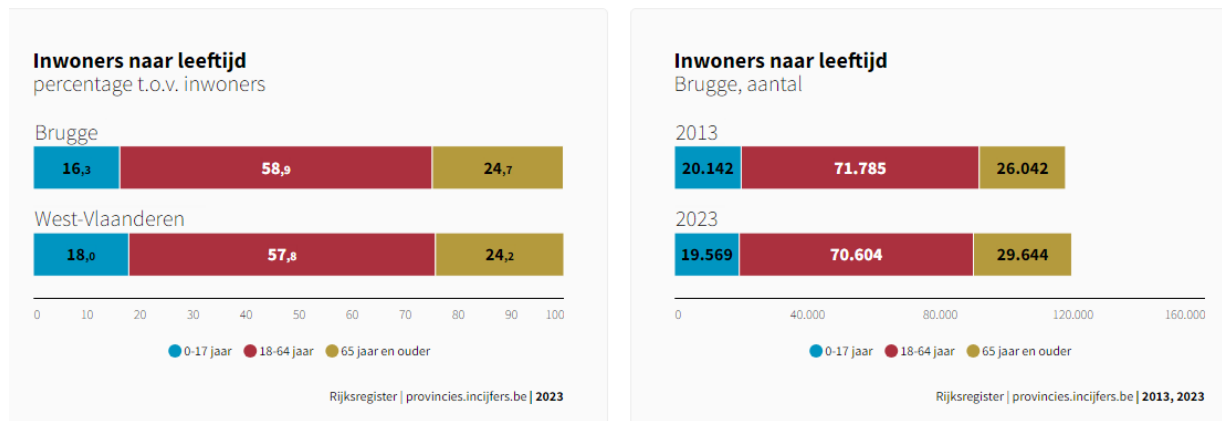 Inwoners naar leeftijd
percentage t.o.v. inwoners
Brugge
16,3 58,9 24,7
West-Vlaanderen
18,0 57,8 24,2
0 10 20 30 40 50 60 70 80 90 100
0-17 jaar 18-64 jaar 65 jaar en ouder
Rijksregister | provincies.incijfers.be | 2023
Inwoners naar leeftijd
Brugge, aantal
2013
20.142 71.785 26.042
2023
19.569 70.604 29.644
0 40.000 80.000 120.000 160.000
0-17 jaar 18-64 jaar 65 jaar en ouder
Rijksregister | provincies.incijfers.be | 2013, 2023